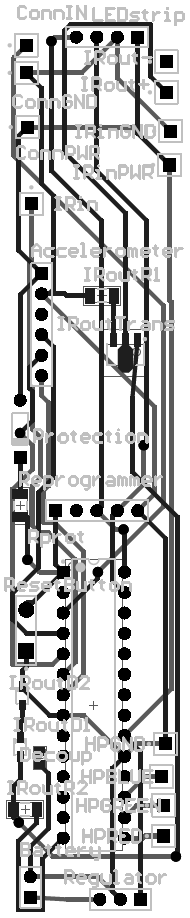 ConnIN LEDstrip
IRout-
IRout+
ConnGND
IRinGND
ConnPWR
IRinPWR
IRin
Accelerometer
IRoutR1
IRoutTrans
Protection
Reprogrammer
Rprot
ResetButton
IRoutD2
IRoutD1
HPGND
Decoup
HPBLUE
IRoutR2
HPGREEN
HPRED
Battery
Regulator